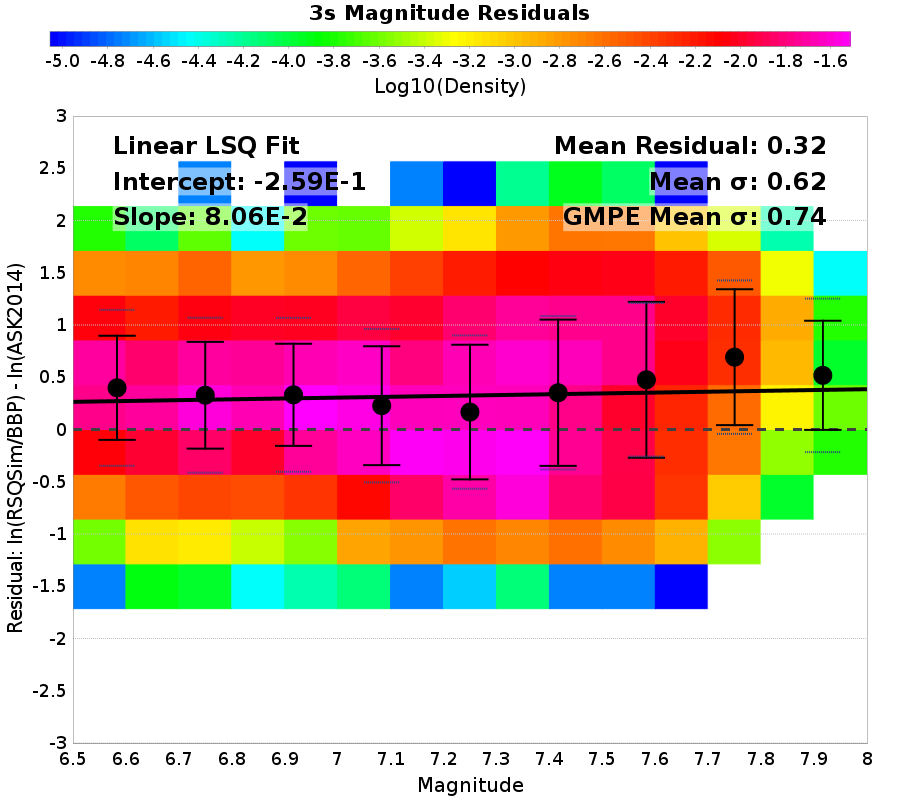 3s Magnitude Residuals
-5.0 -4.8 -4.6 -4.4 -4.2 -4.0 -3.8 -3.6 -3.4 -3.2 -3.0 -2.8 -2.6 -2.4 -2.2 -2.0 -1.8 -1.6
Log10(Density)
Linear LSQ Fit
Intercept: -2.59E-1
Slope: 8.06E-2
Mean Residual: 0.32
Mean σ: 0.62
GMPE Mean σ: 0.74
Residual: ln(RSQSim/BBP) - ln(ASK2014)
3
2.5
2
1.5
1
0.5
0
-0.5
-1
-1.5
-2
-2.5
-3
6.5 6.6 6.7 6.8 6.9 7 7.1 7.2 7.3 7.4 7.5 7.6 7.7 7.8 7.9 8
Magnitude